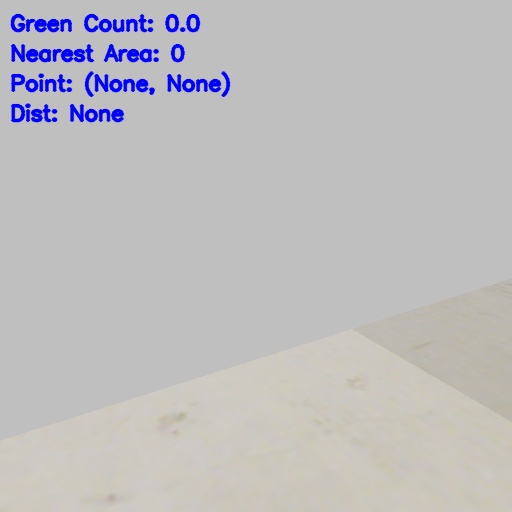 Green Count: 0.0
Nearest Area: 0
Point: (None, None)
Dist: None